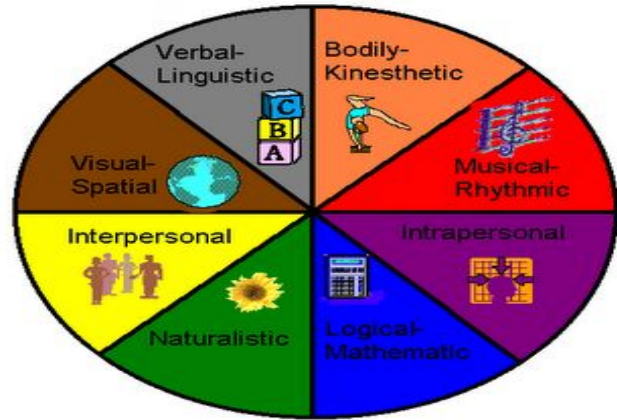 Verbal-
Linguistic
C
B
A
Bodily-
Kinesthetic
Musical-
Rhythmic
Intrapersonal
Logical-
Mathematic
Naturalistic
Interpersonal
Visual-
Spatial